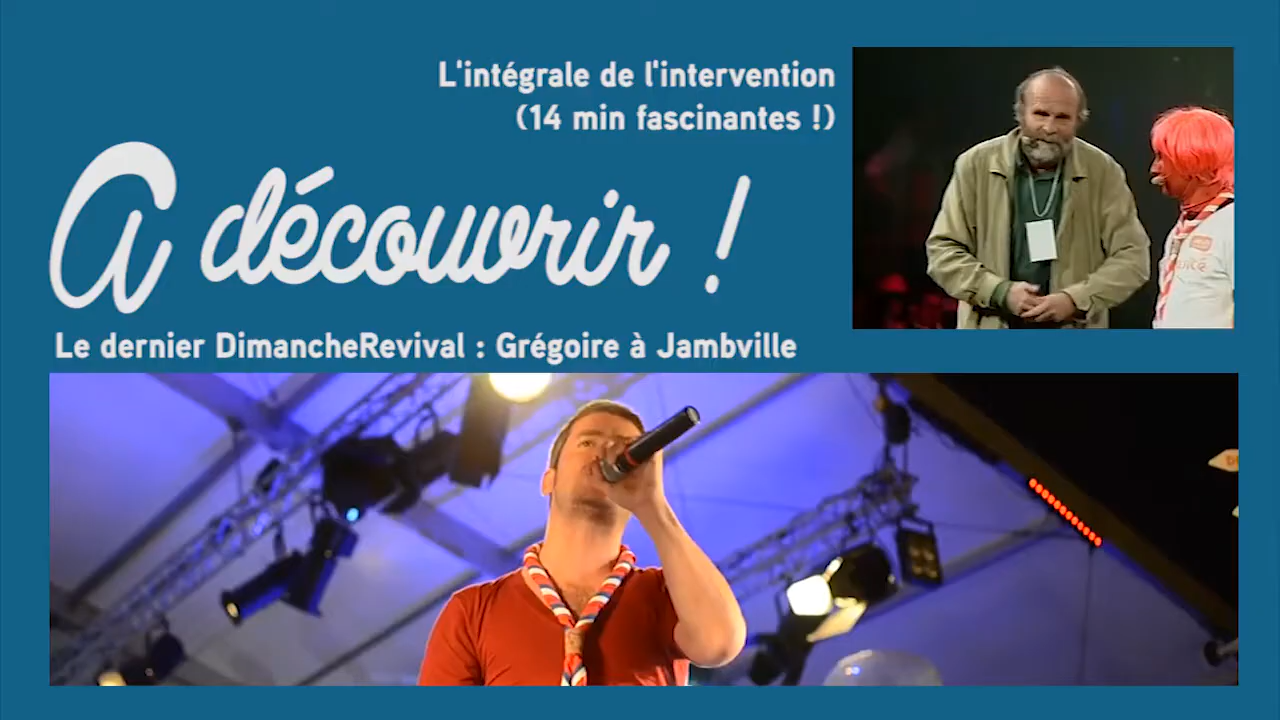 L'intégrale de l'intervention
(14 min fascinantes !)
A découvrir !
Le dernier DimancheRevival : Grégoire à Jambville